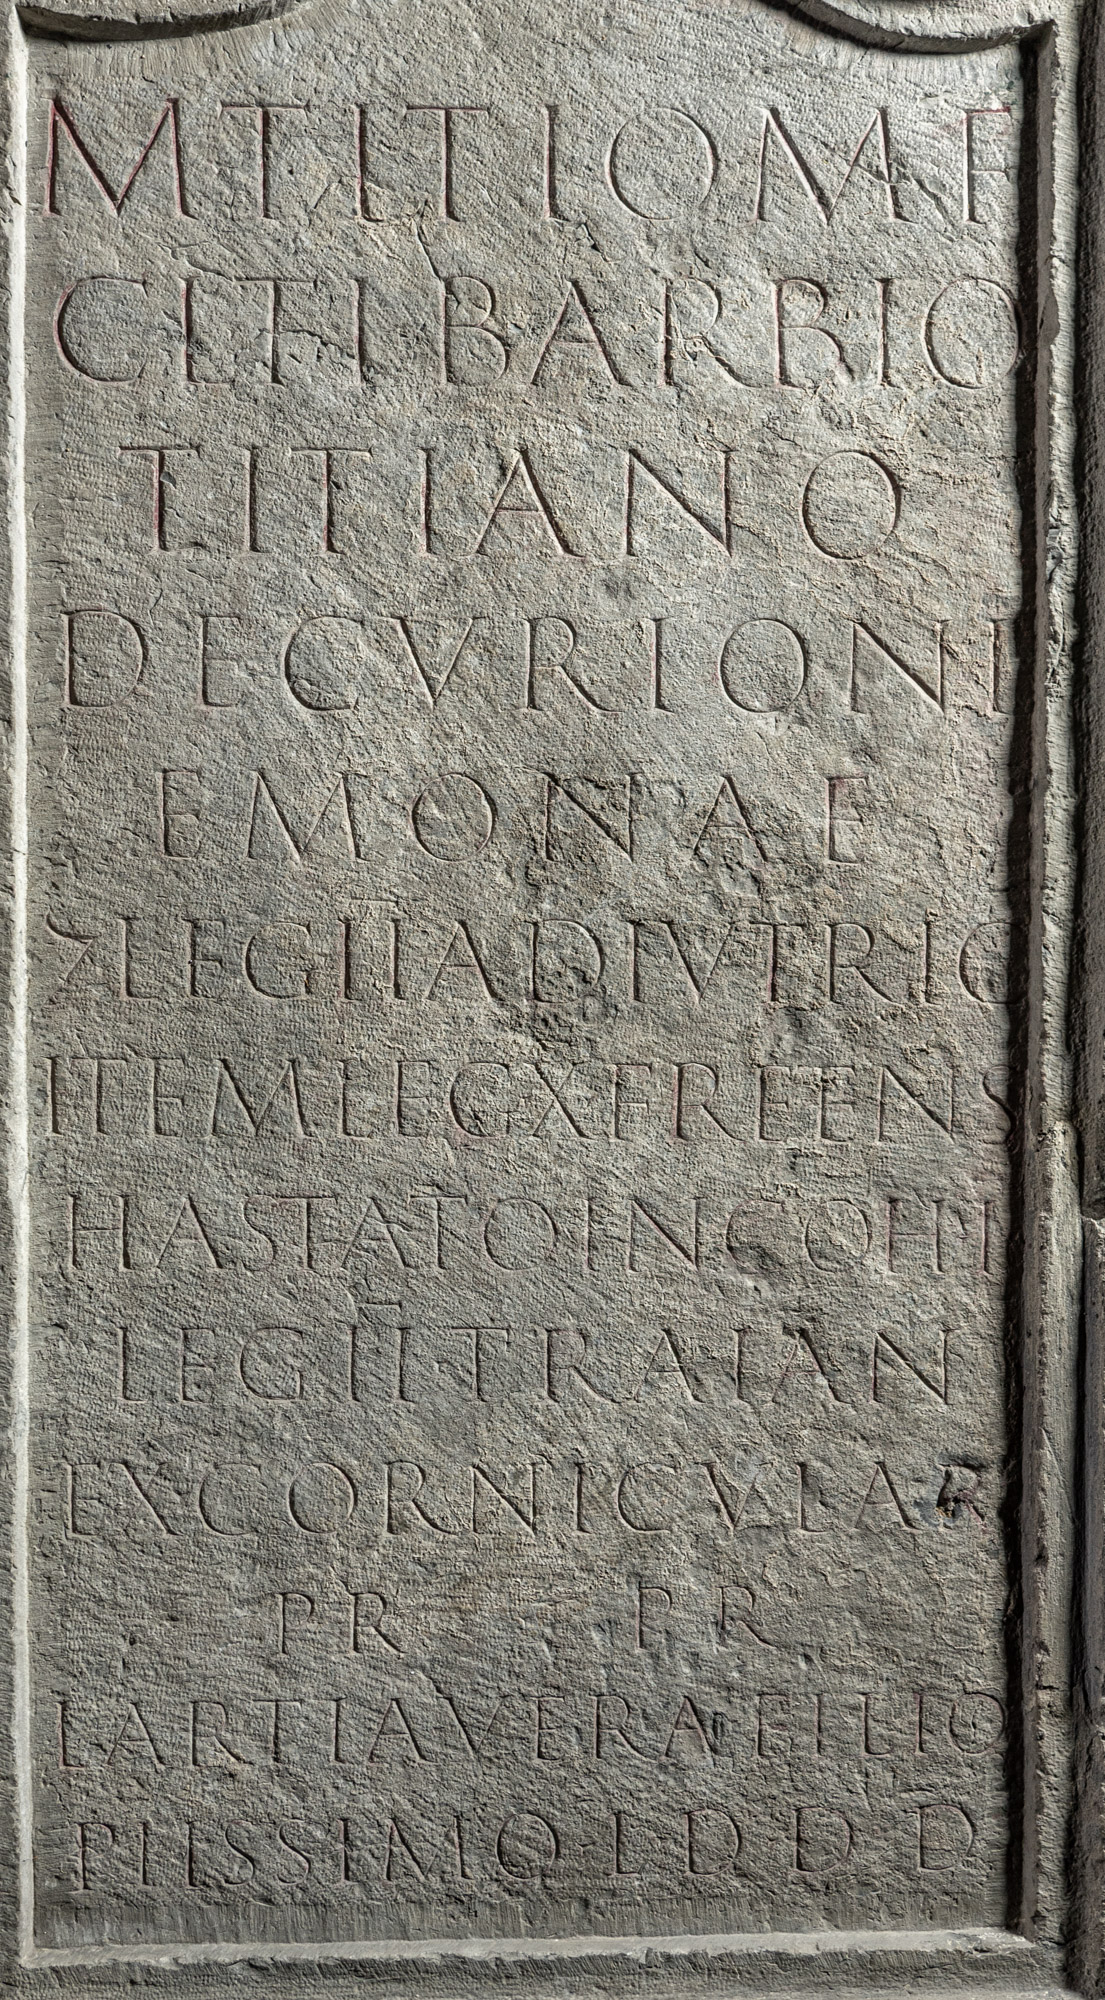 M TITIO M F
CL TI BARBIO
TITIANO
DECVRIONI
EMONAE
7 LEG II ADIVTRIC
ITEM LEG X FRETENS
HASTATO IN COH I
LEG II TRAIAN
EX CORNICVLAR
PR PR
LARTIA VERA FILIO
PIISSIMO L D D D